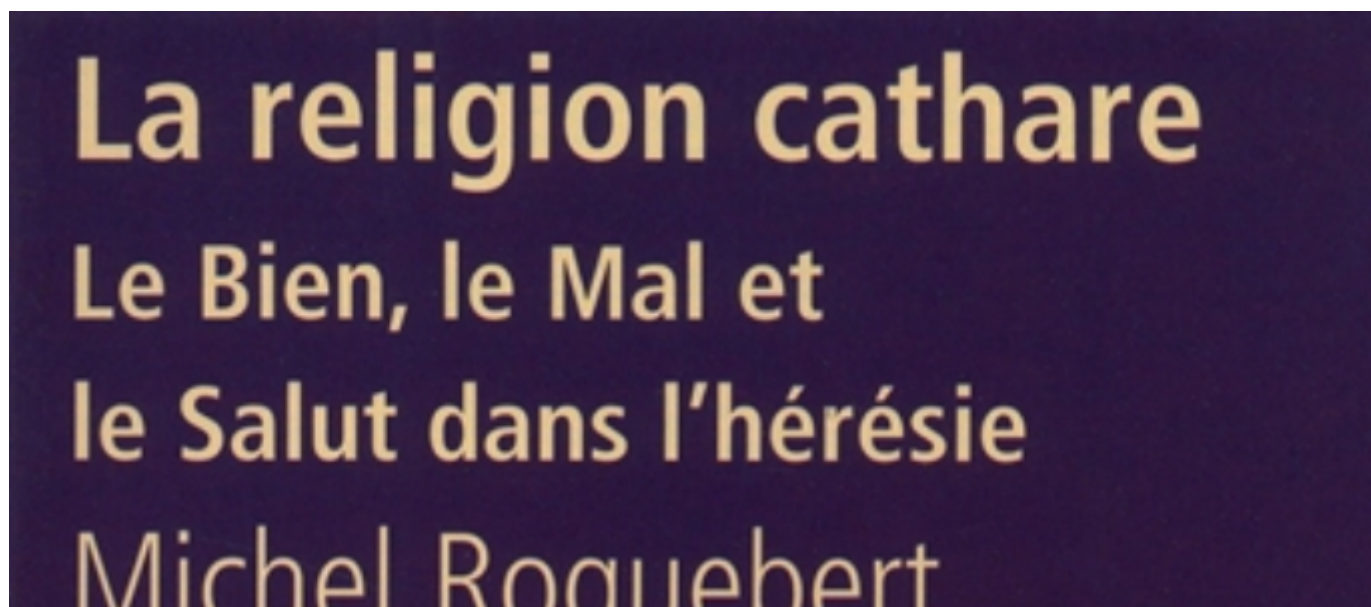 La religion cathare
Le Bien, le Mal et
le Salut dans l’hérésie
Michel Roquebert